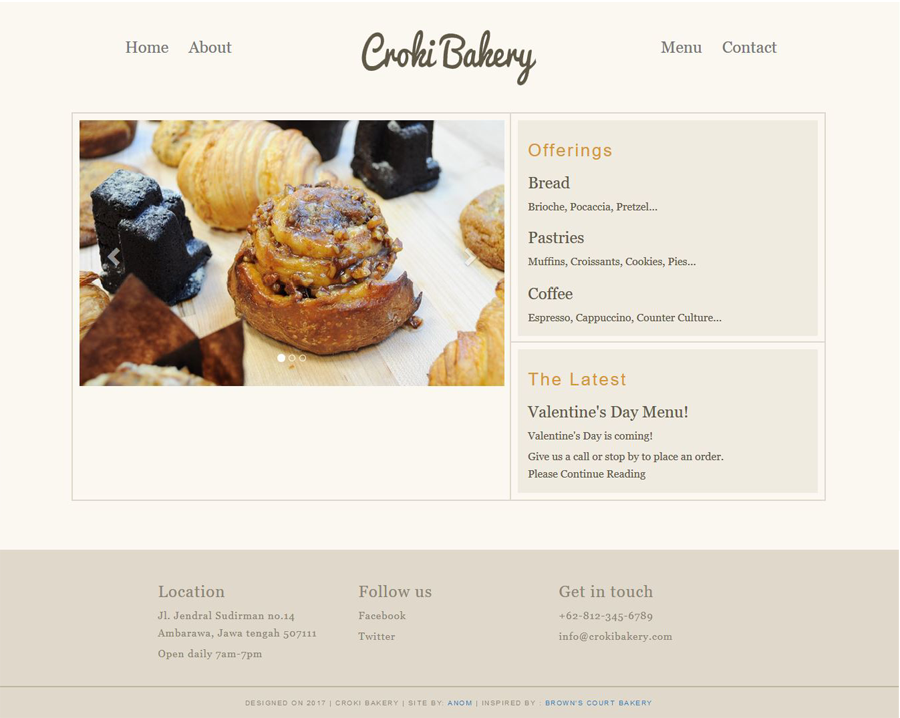 Home About
Croki Bakery
Menu Contact
Offerings
Bread
Brioche, Pocaccia, Pretzel...
Pastries
Muffins, Croissants, Cookies, Pies...
Coffee
Espresso, Cappuccino, Counter Culture...
The Latest
Valentine's Day Menu!
Valentine's Day is coming!
Give us a call or stop by to place an order.
Please Continue Reading
Location
Jl. Jendral Sudirman no.14
Ambarawa, Jawa tengah 507111
Open daily 7am-7pm
Follow us
Facebook
Twitter
Get in touch
+62-812-345-6789
info@crokibakery.com
DESIGNED ON 2017 | CROKI BAKERY | SITE BY: ANOM | INSPIRED BY : BROWN'S COURT BAKERY